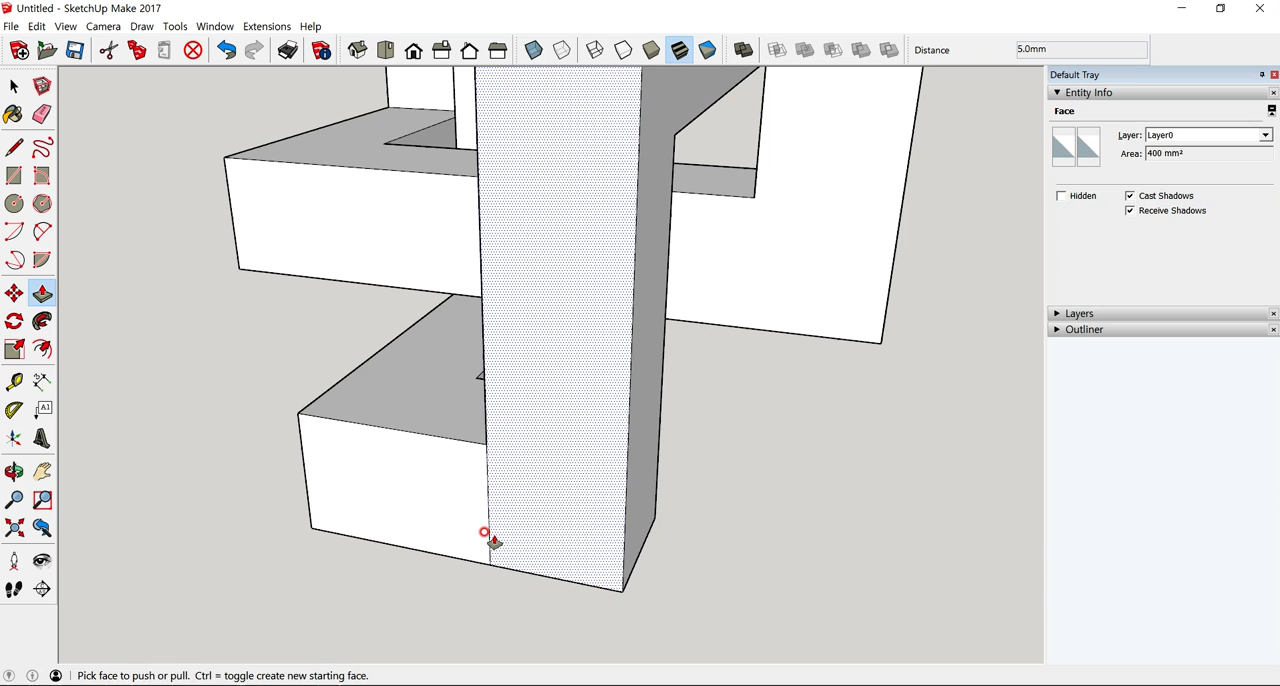 Untitled - SketchUp Make 2017
File Edit View Camera Draw Tools Window Extensions Help
Distance 5.0mm
Default Tray
Entity Info
Face
Layer: Layer0
Area: 400 mm²
Hidden Cast Shadows
Receive Shadows
Layers
Outliner
A1
Pick face to push or pull. Ctrl = toggle create new starting face.